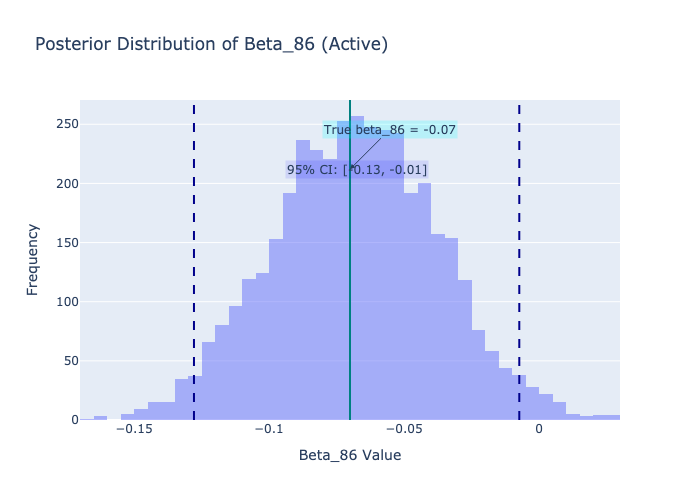 Posterior Distribution of Beta_86 (Active)
250
200
150
100
50
0
Frequency
True beta_86 = -0.07
95% CI: [-0.13, -0.01]
−0.15
−0.1
−0.05
0
Beta_86 Value